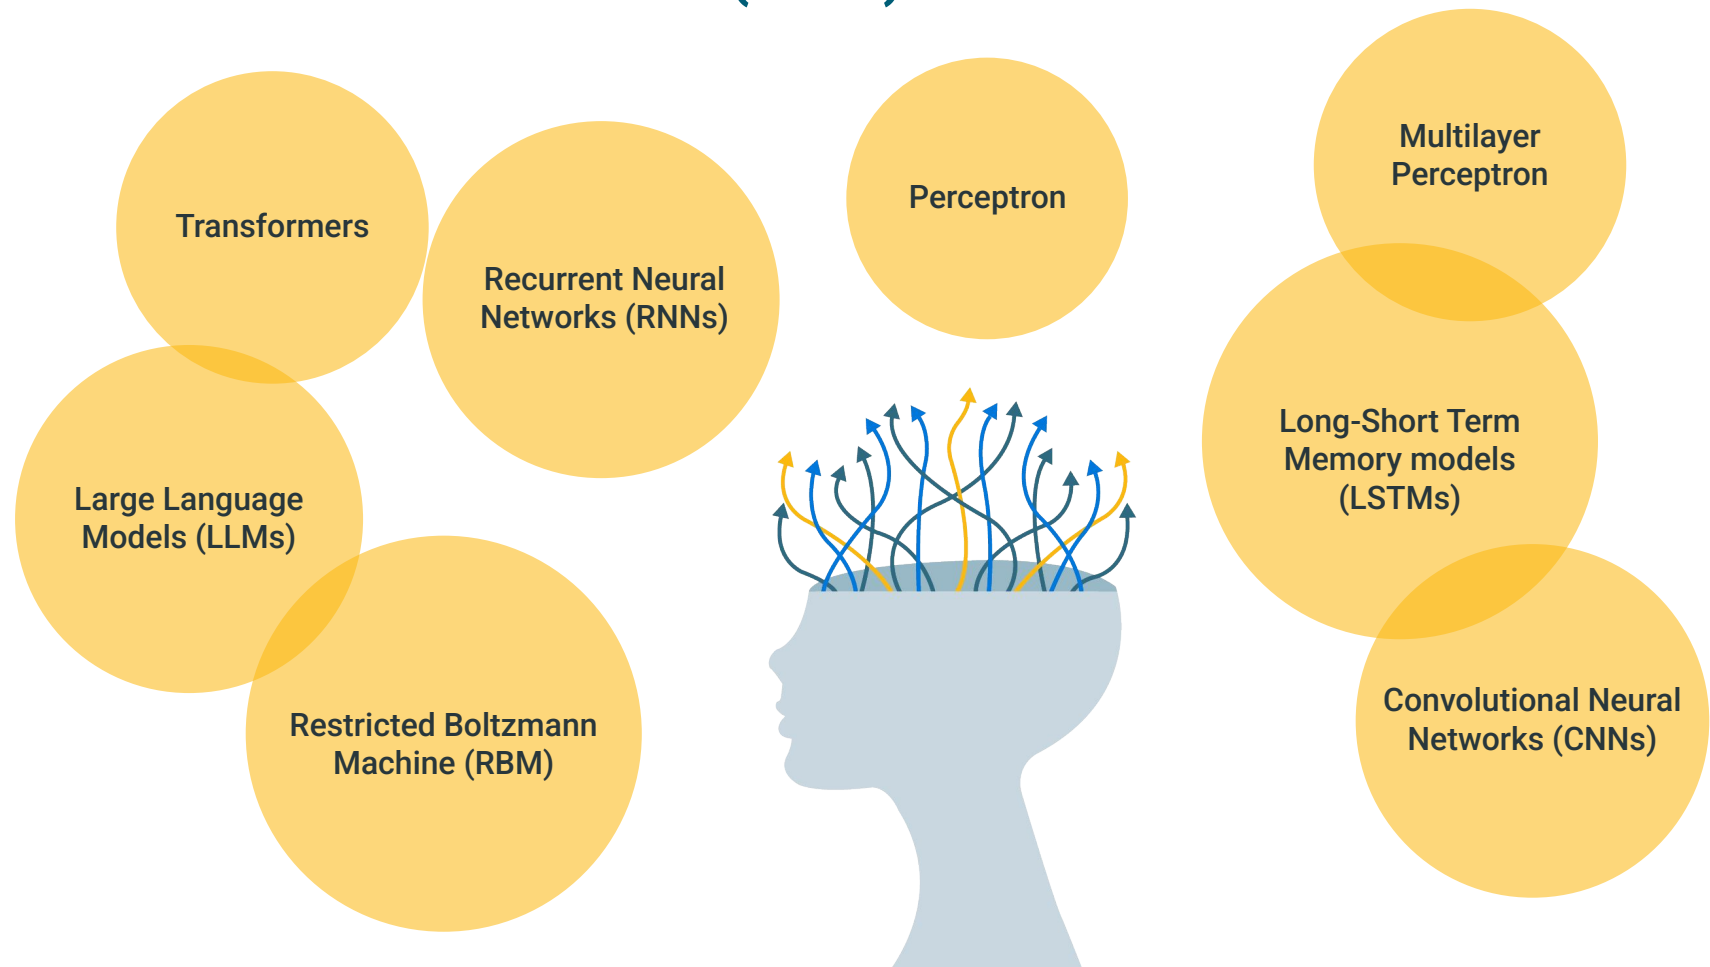 Transformers
Recurrent Neural
Networks (RNNs)
Perceptron
Multilayer
Perceptron
Large Language
Models (LLMs)
Long-Short Term
Memory models
(LSTMs)
Restricted Boltzmann
Machine (RBM)
Convolutional Neural
Networks (CNNs)